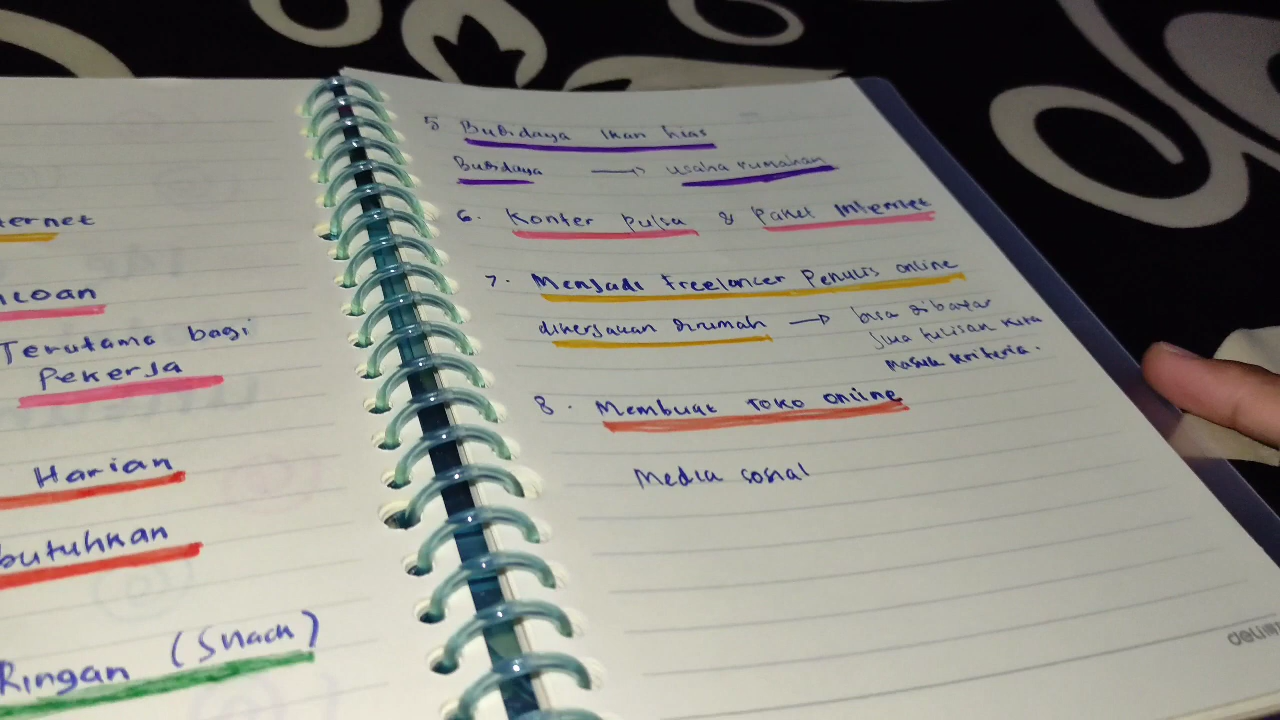 ternet
ncoan
Terutama bagi
Pekerja
Harian
butuhkan
Ringan (Snack)
5 Budidaya Ikan hias
Budidaya → usaha rumahan
6. Konter Pulsa & Paket Internet
7. Menjadi Freelancer Penulis online
dikerjakan dirumah → bisa dibayar
jika tulisan kita
masuk kriteria.
8. Membuat Toko online
Media sosial
deli